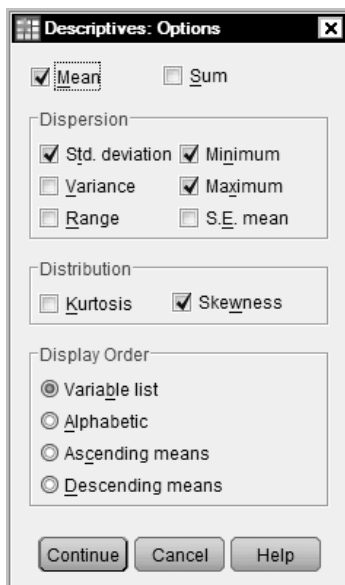 Descriptives: Options
Mean Sum
Dispersion
Std. deviation Minimum
Variance Maximum
Range S.E. mean
Distribution
Kurtosis Skewness
Display Order
Variable list
Alphabetic
Ascending means
Descending means
Continue Cancel Help